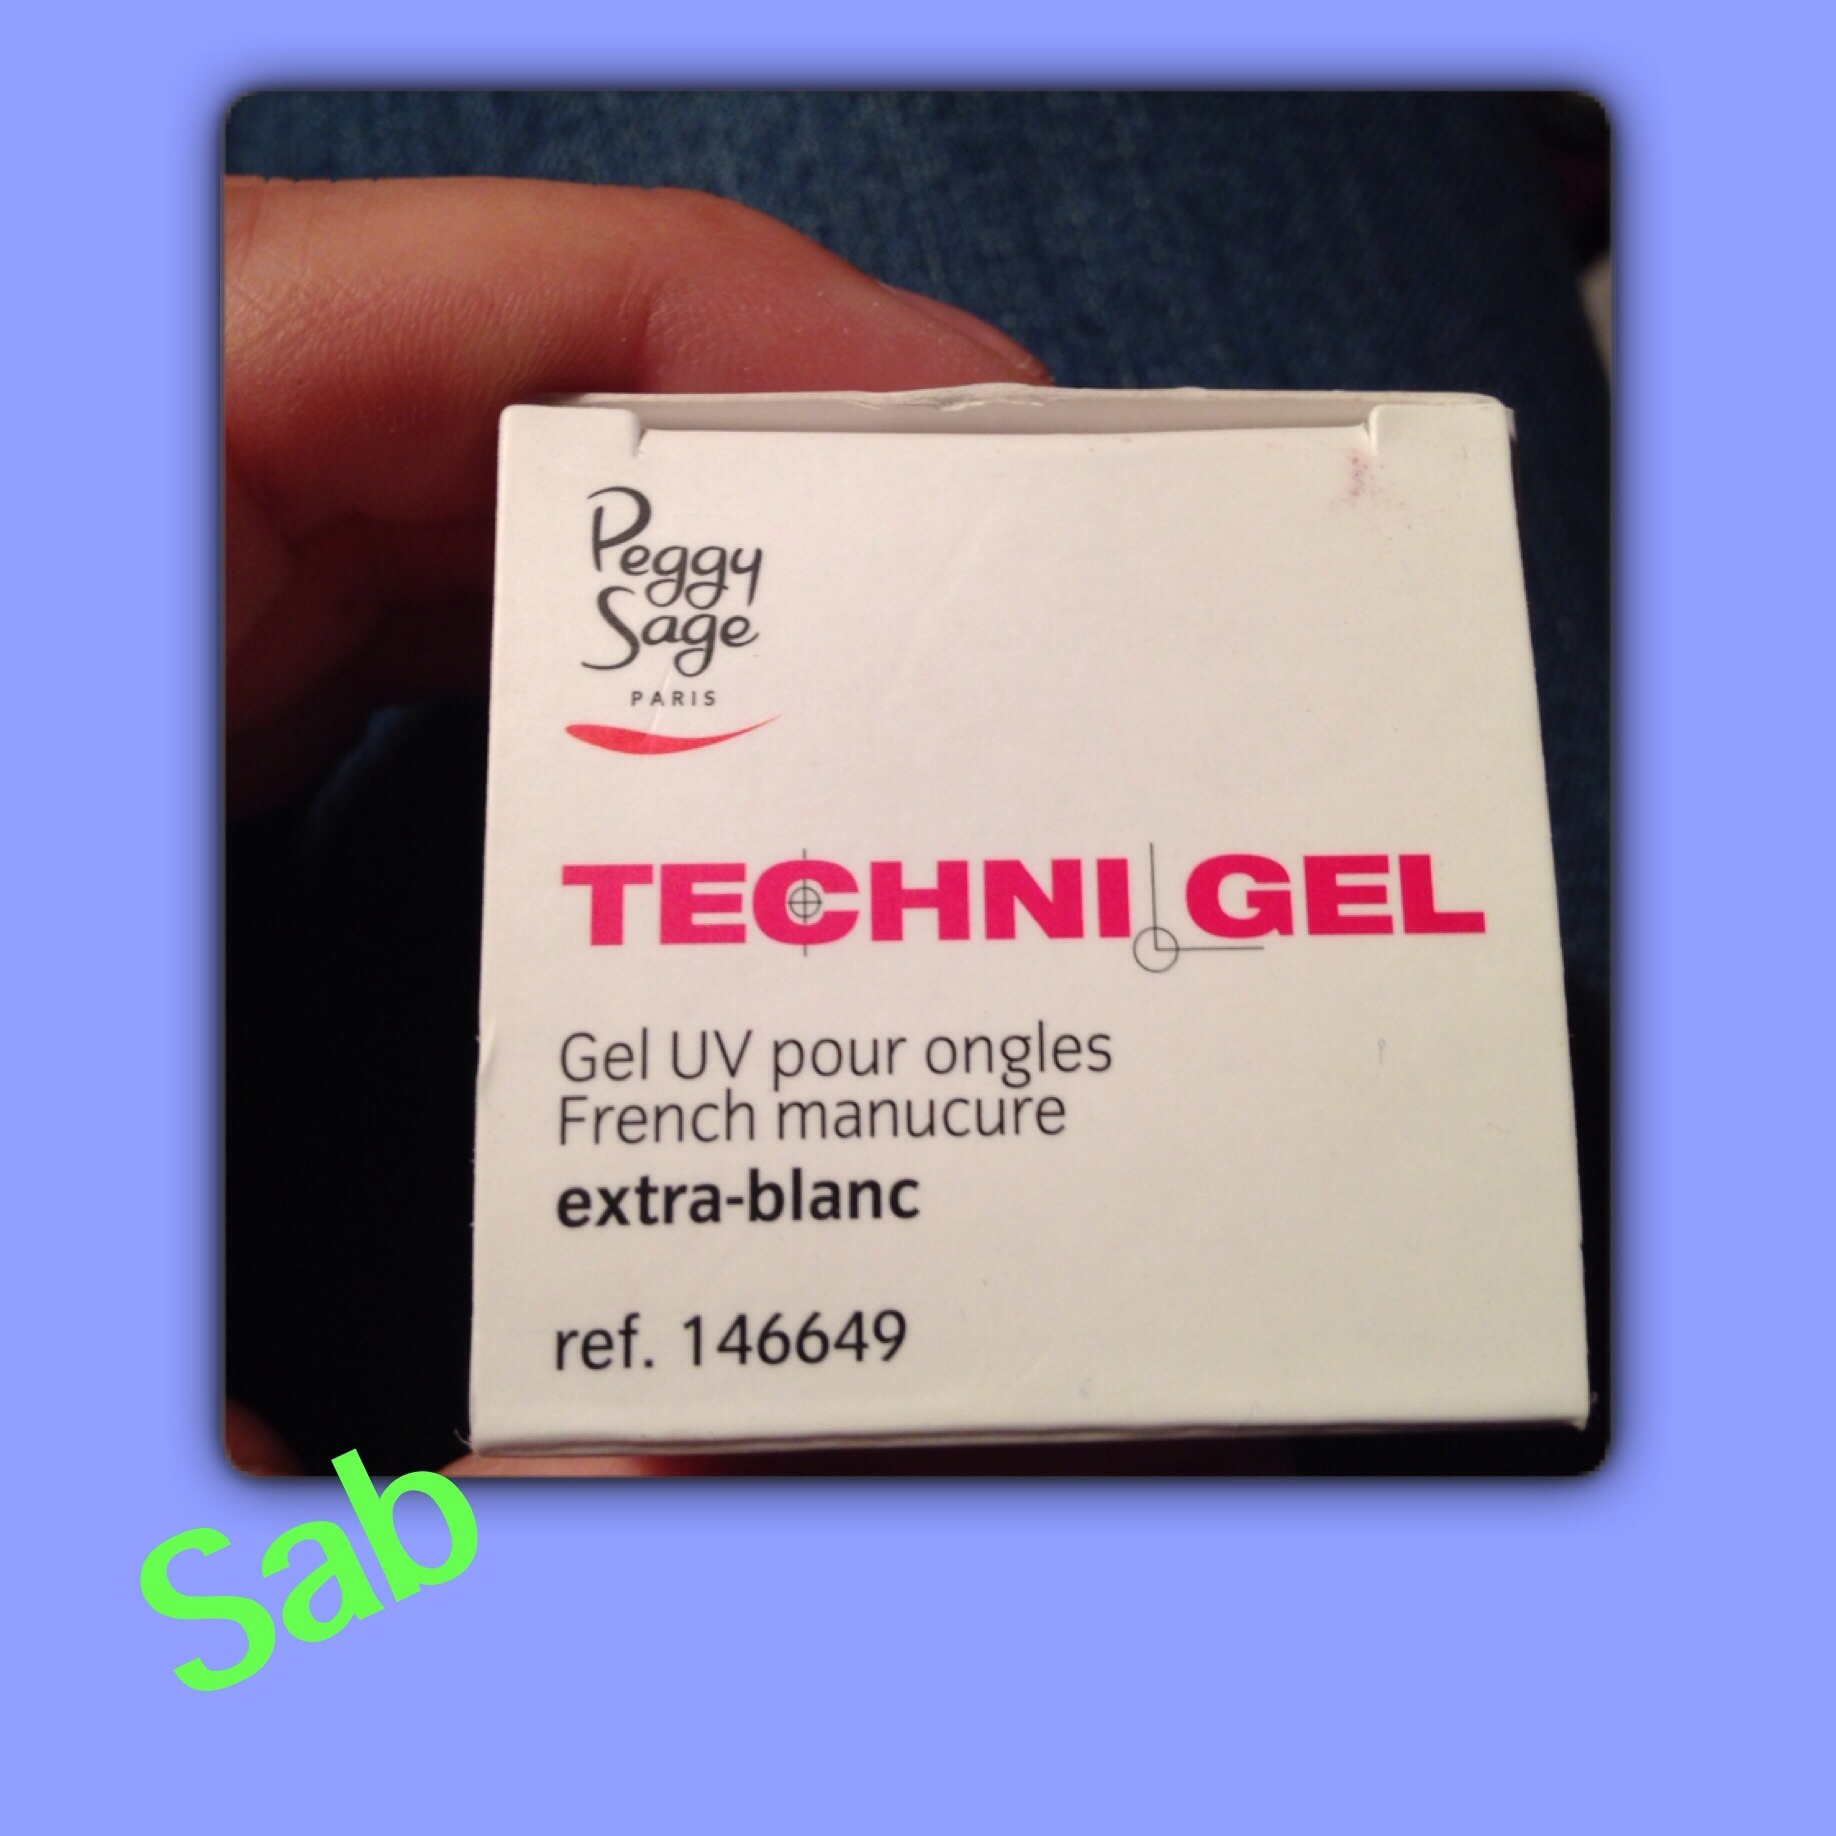 Peggy
Sage
PARIS
TECHNI GEL
Gel UV pour ongles
French manucure
extra-blanc
ref. 146649
Sab